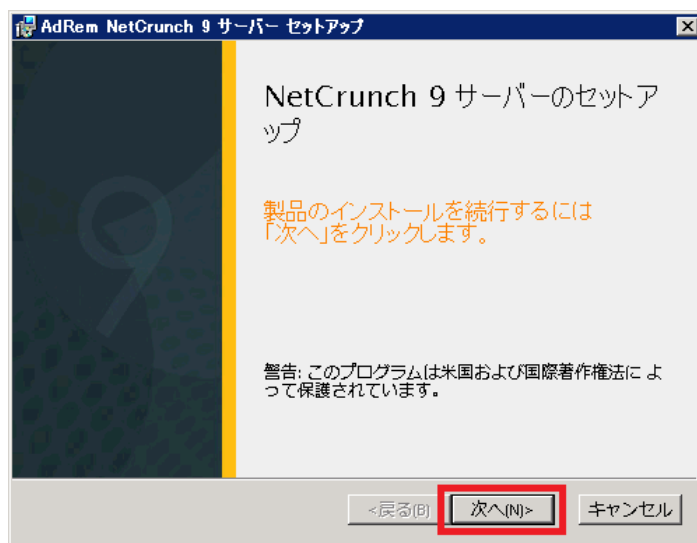 AdRem NetCrunch 9 サーバー セットアップ
NetCrunch 9 サーバーのセットア
ップ
製品のインストールを続行するには
「次へ」をクリックします。
警告: このプログラムは米国および国際著作権法に よ
って保護されています。
<戻る(B) 次へ(N)> キャンセル
9